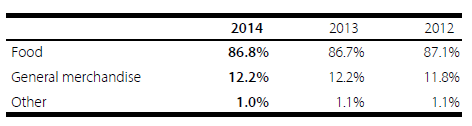 2014 2013 2012
Food 86.8% 86.7% 87.1%
General merchandise 12.2% 12.2% 11.8%
Other 1.0% 1.1% 1.1%